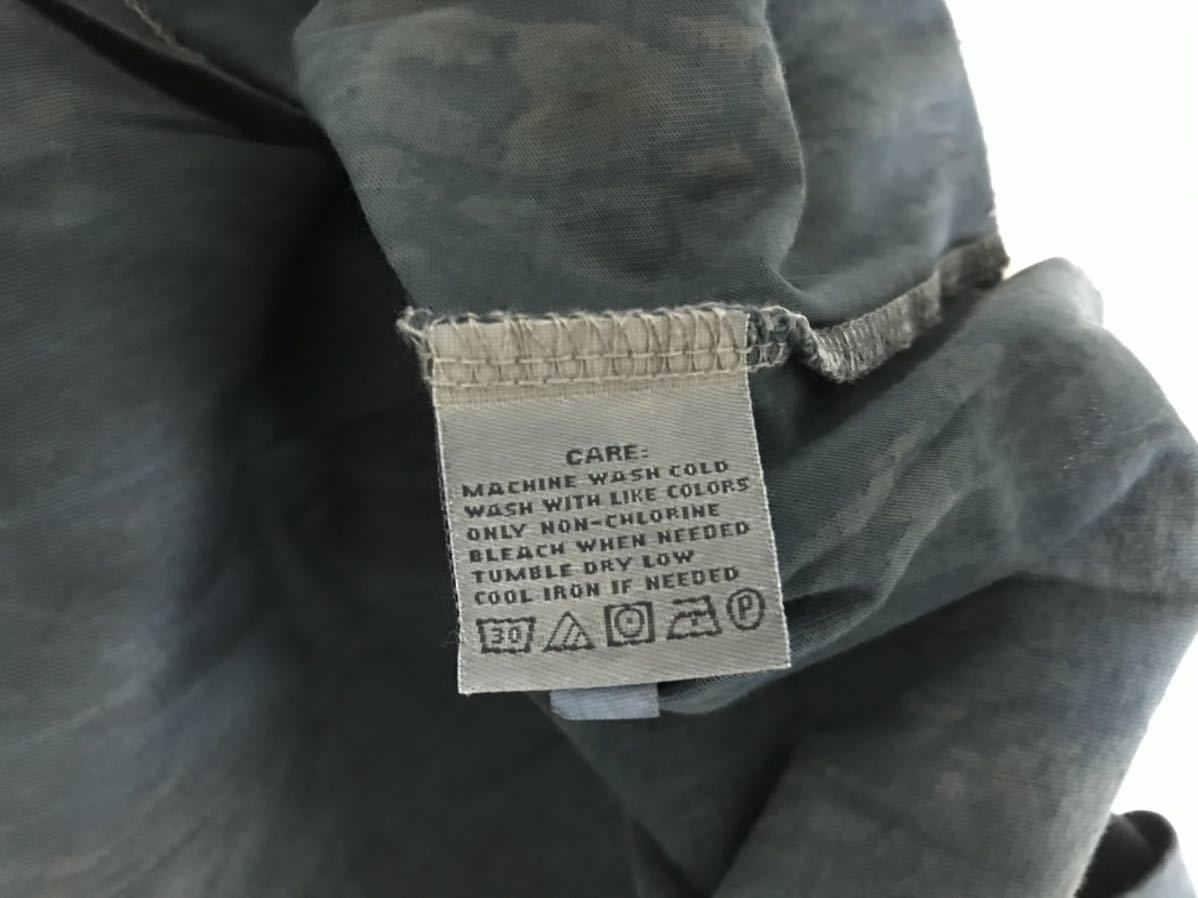 CARE:
MACHINE WASH COLD
WASH WITH LIKE COLORS
ONLY NON-CHLORINE
BLEACH WHEN NEEDED
TUMBLE DRY LOW
COOL IRON IF NEEDED
30 P